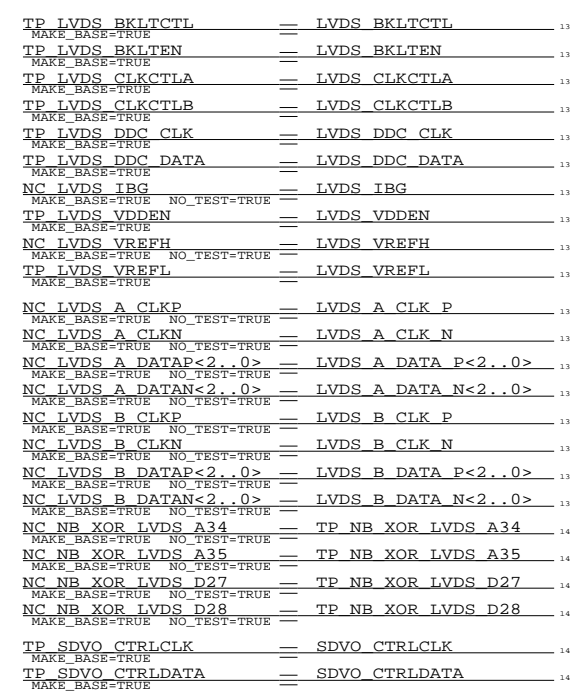 TP_LVDS_BKLTCTL LVDS_BKLTCTL 13
MAKE_BASE=TRUE
TP_LVDS_BKLTEN LVDS_BKLTEN 13
MAKE_BASE=TRUE
TP_LVDS_CLKCTLA LVDS_CLKCTLA 13
MAKE_BASE=TRUE
TP_LVDS_CLKCTLB LVDS_CLKCTLB 13
MAKE_BASE=TRUE
TP_LVDS_DDC_CLK LVDS_DDC_CLK 13
MAKE_BASE=TRUE
TP_LVDS_DDC_DATA LVDS_DDC_DATA 13
MAKE_BASE=TRUE
NC_LVDS_IBG LVDS_IBG 13
MAKE_BASE=TRUE NO_TEST=TRUE
TP_LVDS_VDDEN LVDS_VDDEN 13
MAKE_BASE=TRUE
NC_LVDS_VREFH LVDS_VREFH 13
MAKE_BASE=TRUE NO_TEST=TRUE
TP_LVDS_VREFL LVDS_VREFL 13
MAKE_BASE=TRUE
NC_LVDS_A_CLKP LVDS_A_CLK_P 13
MAKE_BASE=TRUE NO_TEST=TRUE
NC_LVDS_A_CLKN LVDS_A_CLK_N 13
MAKE_BASE=TRUE NO_TEST=TRUE
NC_LVDS_A_DATAP<2..0> LVDS_A_DATA_P<2..0> 13
MAKE_BASE=TRUE NO_TEST=TRUE
NC_LVDS_A_DATAN<2..0> LVDS_A_DATA_N<2..0> 13
MAKE_BASE=TRUE NO_TEST=TRUE
NC_LVDS_B_CLKP LVDS_B_CLK_P 13
MAKE_BASE=TRUE NO_TEST=TRUE
NC_LVDS_B_CLKN LVDS_B_CLK_N 13
MAKE_BASE=TRUE NO_TEST=TRUE
NC_LVDS_B_DATAP<2..0> LVDS_B_DATA_P<2..0> 13
MAKE_BASE=TRUE NO_TEST=TRUE
NC_LVDS_B_DATAN<2..0> LVDS_B_DATA_N<2..0> 13
MAKE_BASE=TRUE NO_TEST=TRUE
NC_NB_XOR_LVDS_A34 TP_NB_XOR_LVDS_A34 14
MAKE_BASE=TRUE NO_TEST=TRUE
NC_NB_XOR_LVDS_A35 TP_NB_XOR_LVDS_A35 14
MAKE_BASE=TRUE NO_TEST=TRUE
NC_NB_XOR_LVDS_D27 TP_NB_XOR_LVDS_D27 14
MAKE_BASE=TRUE NO_TEST=TRUE
NC_NB_XOR_LVDS_D28 TP_NB_XOR_LVDS_D28 14
MAKE_BASE=TRUE NO_TEST=TRUE
TP_SDVO_CTRLCLK SDVO_CTRLCLK 14
MAKE_BASE=TRUE
TP_SDVO_CTRLDATA SDVO_CTRLDATA 14
MAKE_BASE=TRUE